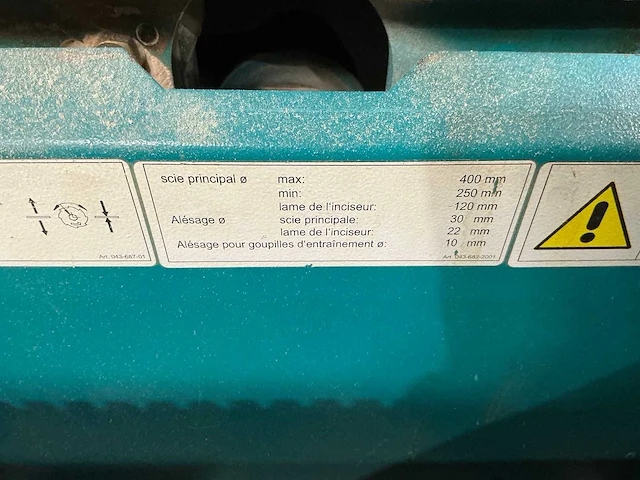 scie principal ø max: 400 mm
min: 250 mm
lame de l'inciseur: 120 mm
Alésage ø scie principale: 30 mm
lame de l'inciseur: 22 mm
Alésage pour goupilles d'entraînement ø: 10 mm
Art. 043-687-01
Art. 043-682-2001